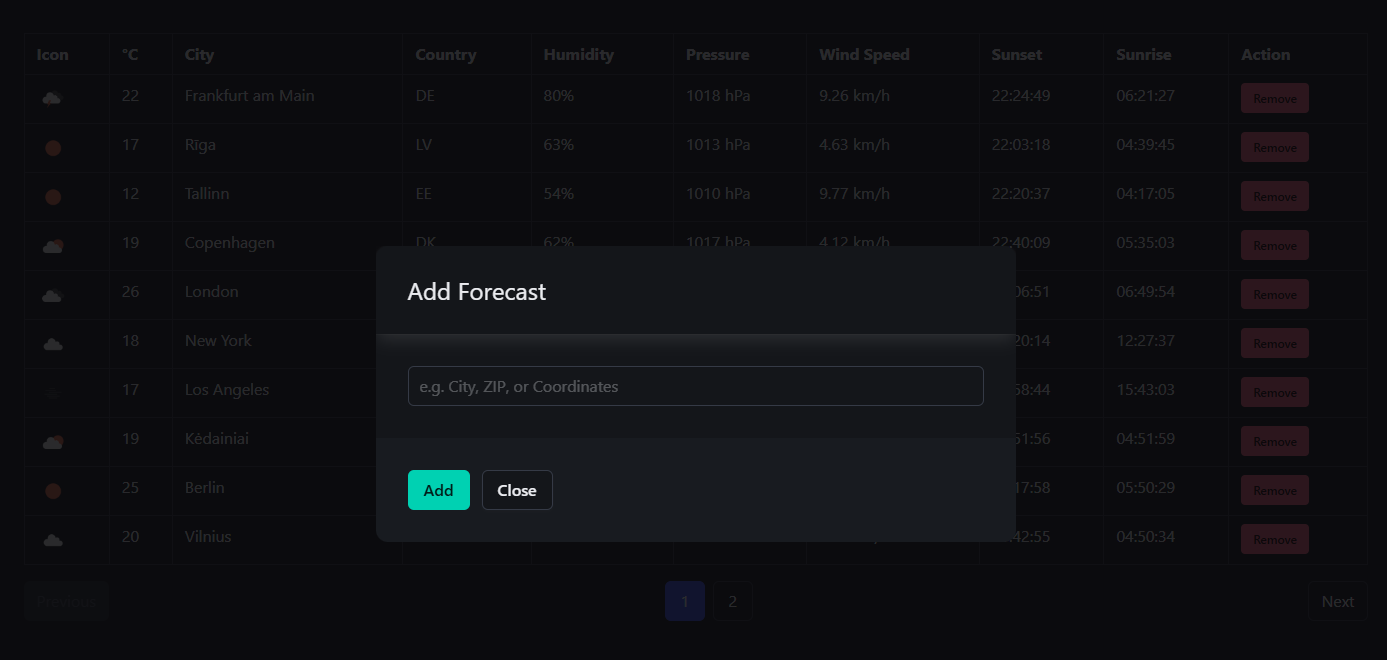 Icon °C City Country Humidity Pressure Wind Speed Sunset Sunrise Action
22 Frankfurt am Main DE 80% 1018 hPa 9.26 km/h 22:24:49 06:21:27 Remove
17 Rīga LV 63% 1013 hPa 4.63 km/h 22:03:18 04:39:45 Remove
12 Tallinn EE 54% 1010 hPa 9.77 km/h 22:20:37 04:17:05 Remove
19 Copenhagen DK 62% 1017 hPa 4.12 km/h 22:40:09 05:35:03 Remove
26 London 06:51 06:49:54 Remove
18 New York 20:14 12:27:37 Remove
17 Los Angeles 58:44 15:43:03 Remove
19 Kėdainiai 51:56 04:51:59 Remove
25 Berlin 17:58 05:50:29 Remove
20 Vilnius 42:55 04:50:34 Remove
Previous 1 2 Next
Add Forecast
e.g. City, ZIP, or Coordinates
Add Close